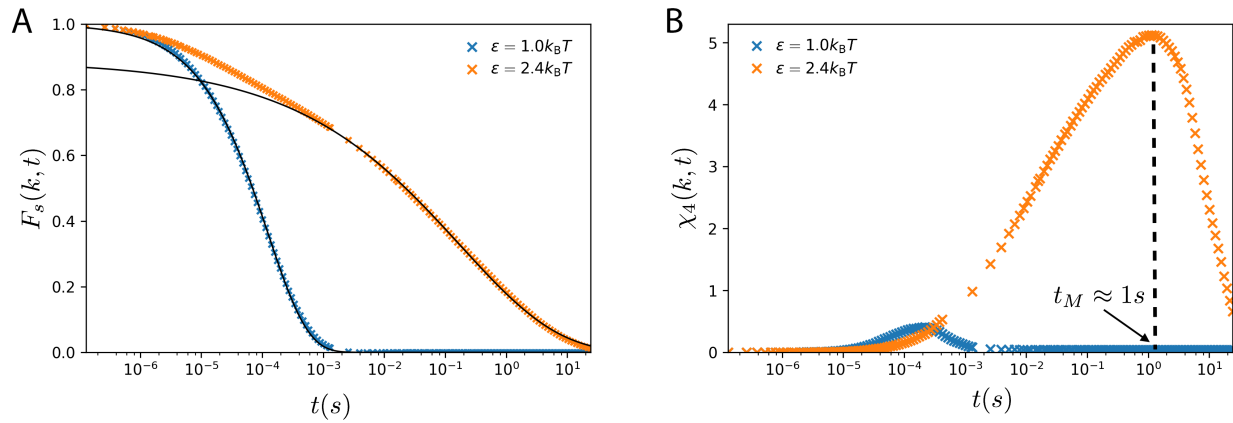 A
1.0
0.8
0.6
0.4
0.2
0.0
F_s(k, t)
ε = 1.0k_BT
ε = 2.4k_BT
10^−6
10^−5
10^−4
10^−3
10^−2
10^−1
10^0
10^1
t(s)
B
5
4
3
2
1
0
χ_4(k, t)
ε = 1.0k_BT
ε = 2.4k_BT
t_M ≈ 1s
10^−6
10^−5
10^−4
10^−3
10^−2
10^−1
10^0
10^1
t(s)